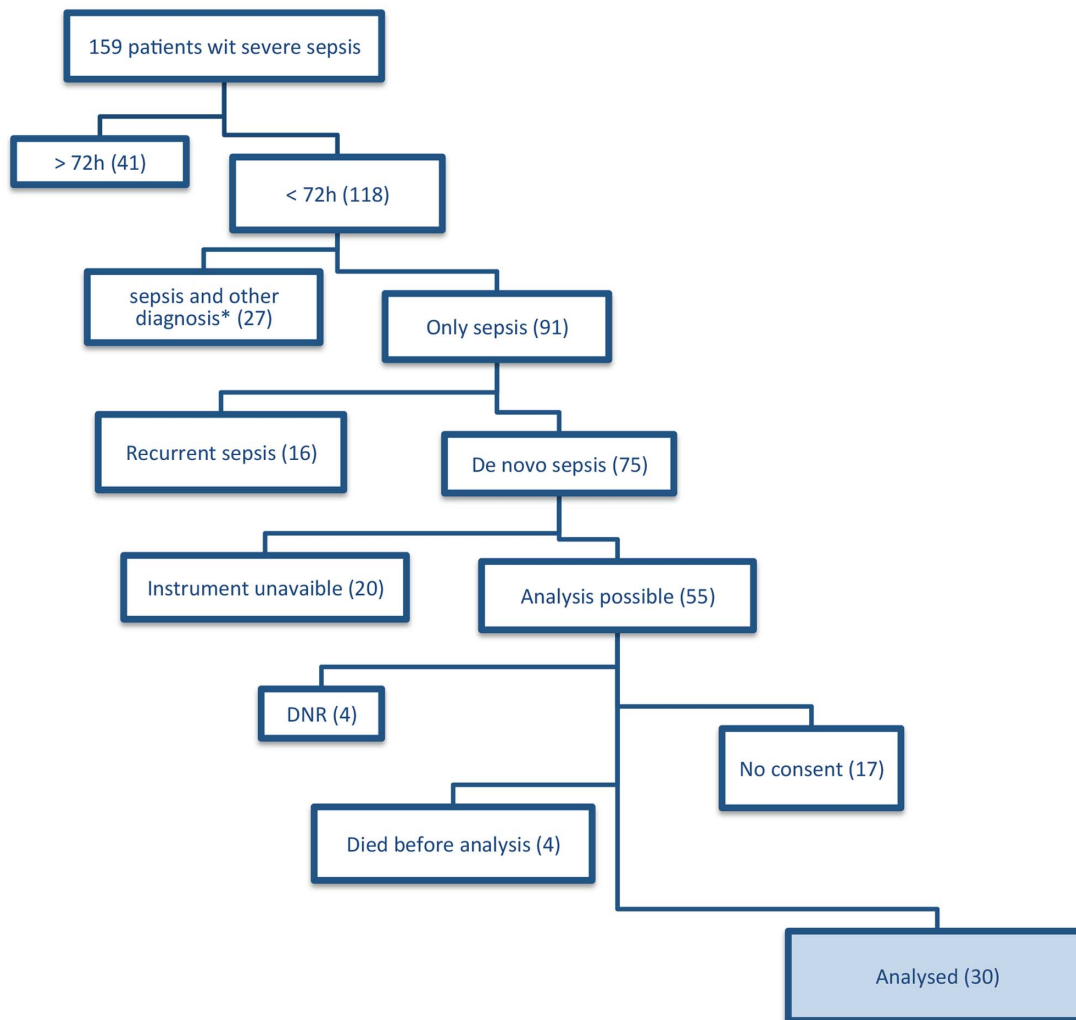 159 patients wit severe sepsis
> 72h (41)
< 72h (118)
sepsis and other
diagnosis* (27)
Only sepsis (91)
Recurrent sepsis (16)
De novo sepsis (75)
Instrument unavaible (20)
Analysis possible (55)
DNR (4)
No consent (17)
Died before analysis (4)
Analysed (30)